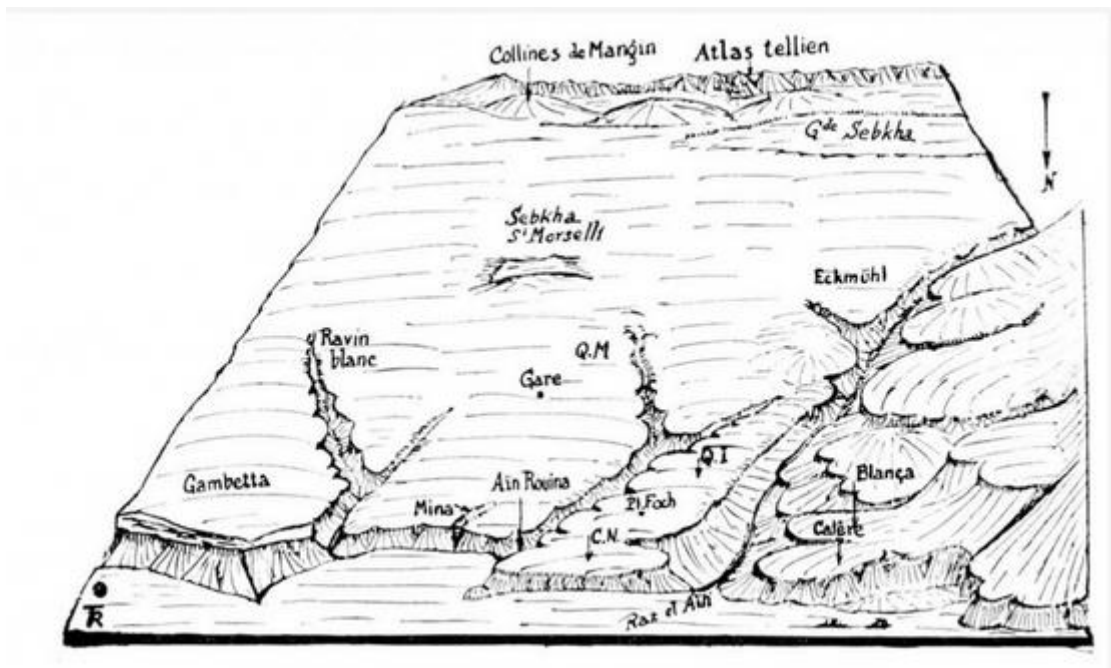 Collines de Mangin
Atlas tellien
Gde Sebkha
N
Sebkha
St Morselli
Eckmühl
Ravin
blanc
Q.M
Gare
Gambetta
Aïn Rouina
Mina
Q.I
Pl. Foch
C.N.
Blança
Calère
Raz el Aïn
TR